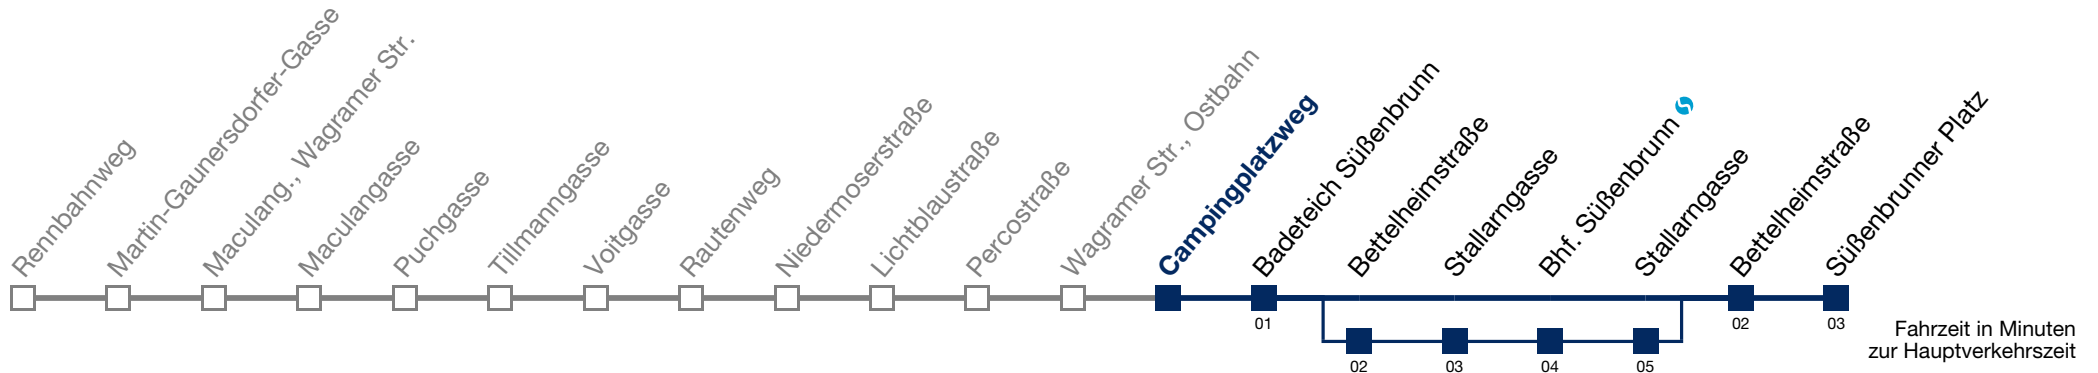 Rennbahnweg
Martin-Gaunersdorfer-Gasse
Maculang., Wagramer Str.
Maculangasse
Puchgasse
Tillmanngasse
Voitgasse
Rautenweg
Niedermoserstraße
Lichtblaustraße
Percostraße
Wagramer Str., Ostbahn
Campingplatzweg
Badeteich Süßenbrunn
Bettelheimstraße
Stallarngasse
Bhf. Süßenbrunn
Stallarngasse
Bettelheimstraße
Süßenbrunner Platz
01
02
03
02
03
04
05
Fahrzeit in Minuten
zur Hauptverkehrszeit